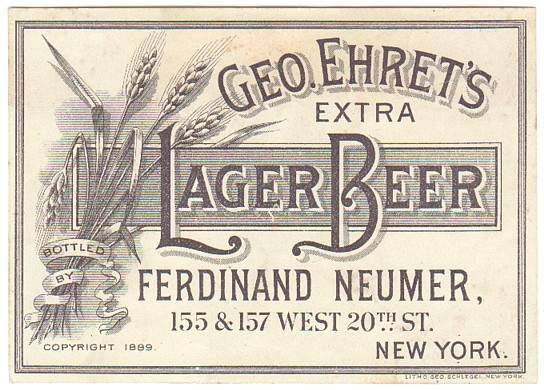 GEO. EHRET'S
EXTRA
LAGER BEER
BOTTLED
BY
FERDINAND NEUMER,
155 & 157 WEST 20TH ST.
NEW YORK.
COPYRIGHT 1899.
LITHO. GEO. SCHLEGEL, NEW YORK.